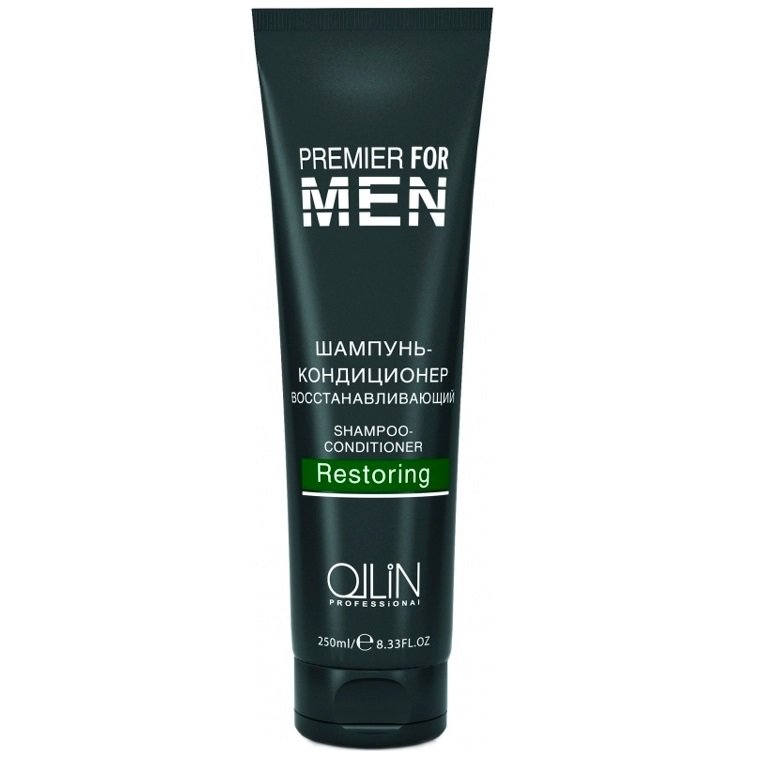 PREMIER FOR
MEN
ШАМПУНЬ-
КОНДИЦИОНЕР
ВОССТАНАВЛИВАЮЩИЙ
SHAMPOO-
CONDITIONER
Restoring
OLLiN
PROFESSiONAL
250ml/℮ 8.33FL.OZ